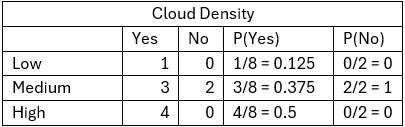 Cloud Density
Yes No P(Yes) P(No)
Low 1 0 1/8 = 0.125 0/2 = 0
Medium 3 2 3/8 = 0.375 2/2 = 1
High 4 0 4/8 = 0.5 0/2 = 0